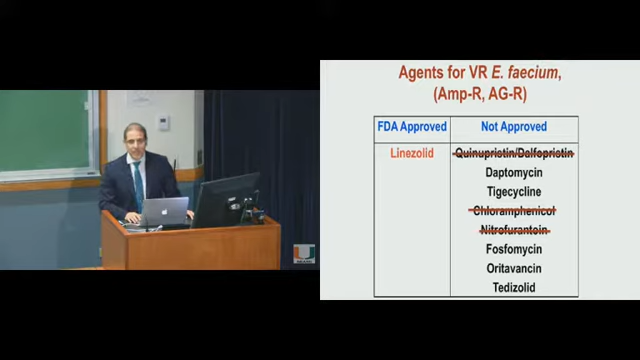 Agents for VR E. faecium,
(Amp-R, AG-R)
FDA Approved
Not Approved
Linezolid
Quinupristin/Dalfopristin
Daptomycin
Tigecycline
Chloramphenicol
Nitrofurantoin
Fosfomycin
Oritavancin
Tedizolid